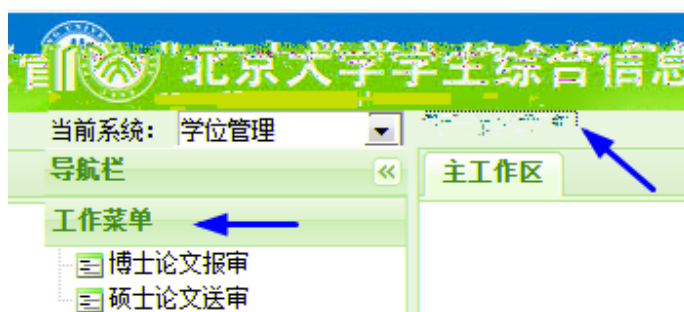 北京大学学生综合信息
当前系统： 学位管理
导航栏
主工作区
工作菜单
博士论文报审
硕士论文送审